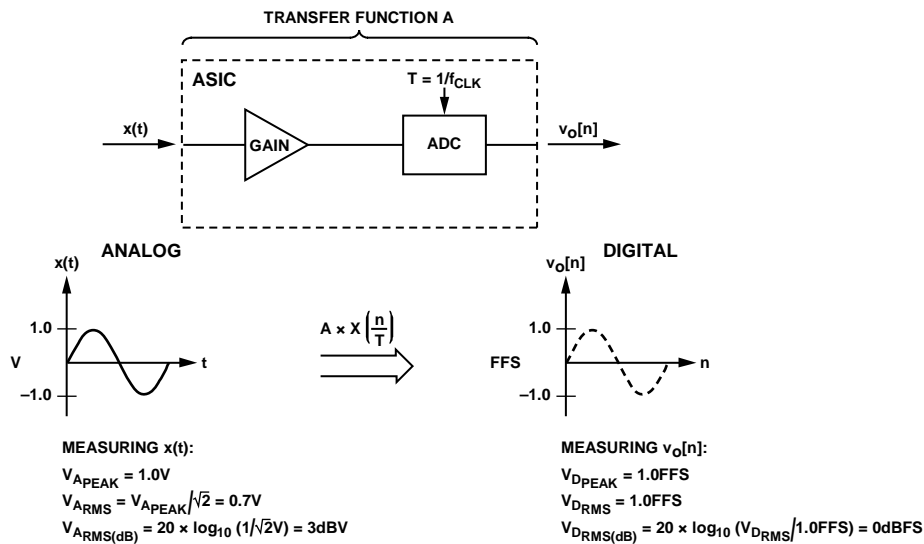 TRANSFER FUNCTION A
ASIC
T = 1/fCLK
x(t)
GAIN
ADC
vO[n]
ANALOG
DIGITAL
x(t)
vO[n]
1.0
V
–1.0
t
A × X (n/T)
1.0
FFS
–1.0
n
MEASURING x(t):
VAPEAK = 1.0V
VARMS = VAPEAK/√2 = 0.7V
VARMS(dB) = 20 × log10 (1/√2V) = 3dBV
MEASURING vO[n]:
VDPEAK = 1.0FFS
VDRMS = 1.0FFS
VDRMS(dB) = 20 × log10 (VDRMS/1.0FFS) = 0dBFS